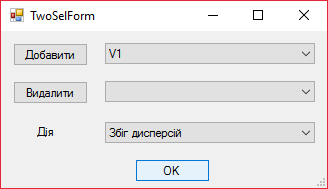 TwoSelForm
Добавити V1
Видалити
Дія Збіг дисперсій
OK